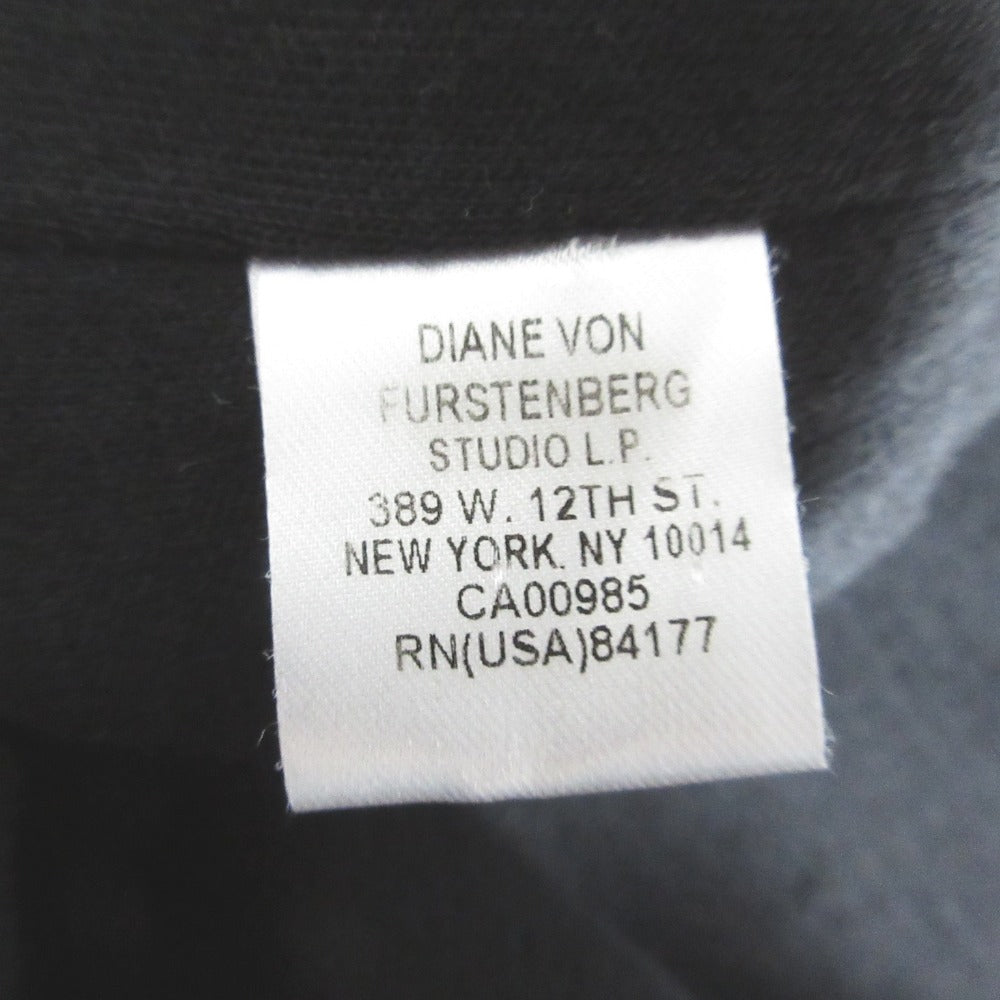 DIANE VON
FURSTENBERG
STUDIO L.P.
389 W. 12TH ST.
NEW YORK. NY 10014
CA00985
RN(USA)84177